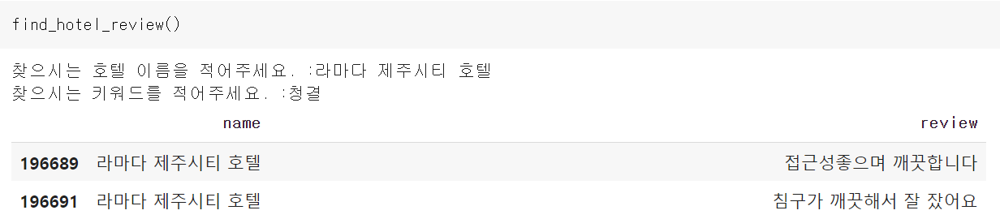 find_hotel_review()
찾으시는 호텔 이름을 적어주세요. :라마다 제주시티 호텔
찾으시는 키워드를 적어주세요. :청결
name review
196689 라마다 제주시티 호텔 접근성좋으며 깨끗합니다
196691 라마다 제주시티 호텔 침구가 깨끗해서 잘 잤어요